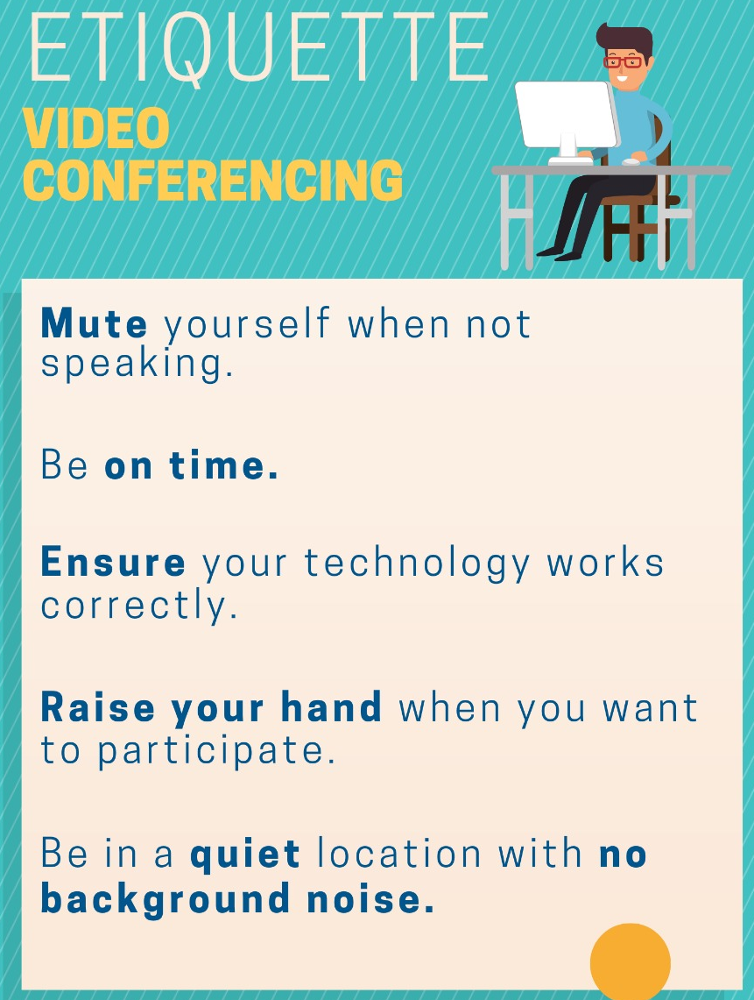 ETIQUETTE
VIDEO
CONFERENCING
Mute yourself when not
speaking.
Be on time.
Ensure your technology works
correctly.
Raise your hand when you want
to participate.
Be in a quiet location with no
background noise.